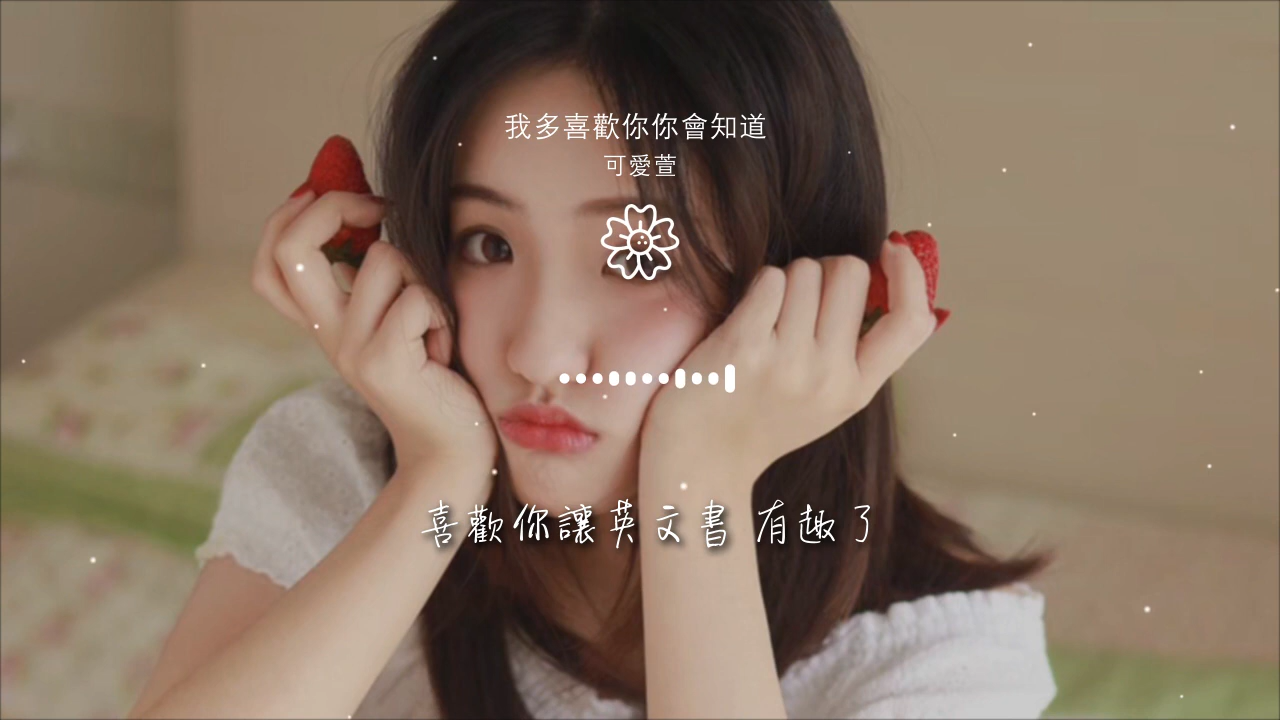 我多喜歡你你會知道
可愛萱
喜歡你讓英文書 有趣了